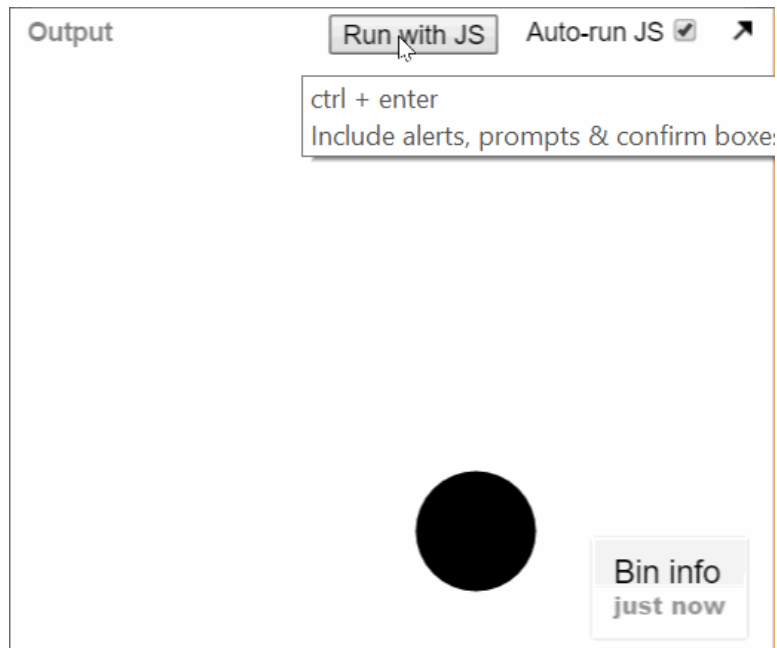 Output
Run with JS
Auto-run JS
ctrl + enter
Include alerts, prompts & confirm boxes
Bin info
just now